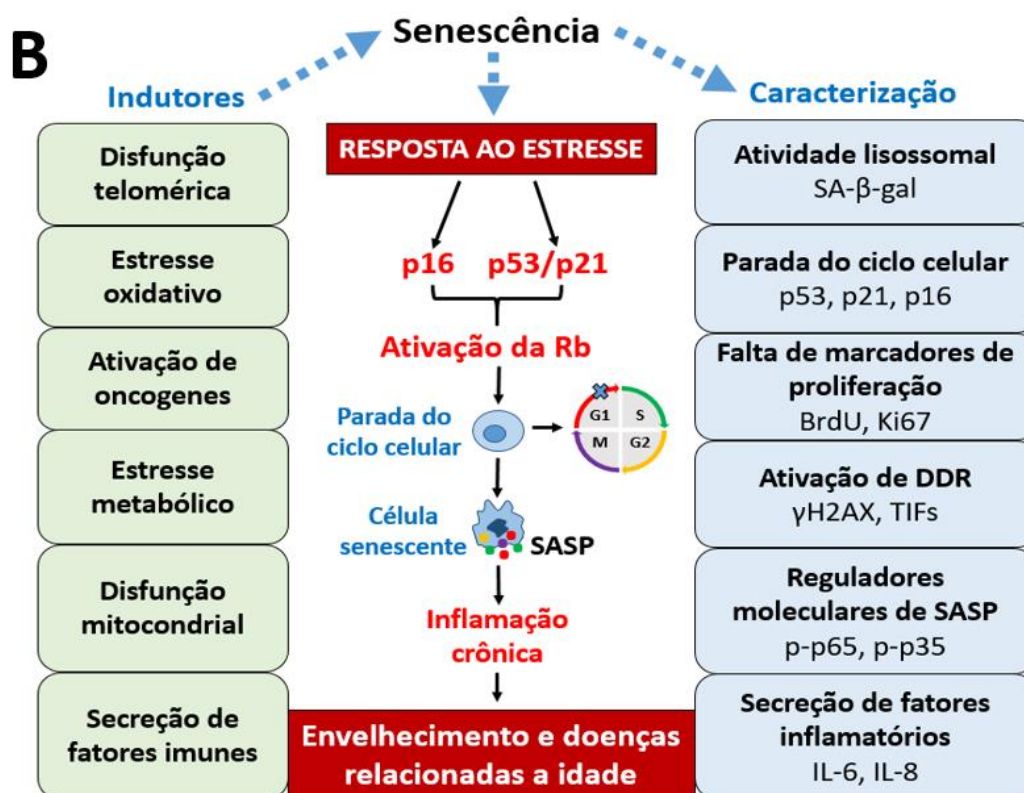 B
Senescência
Indutores
Disfunção
telomérica
Estresse
oxidativo
Ativação de
oncogenes
Estresse
metabólico
Disfunção
mitocondrial
Secreção de
fatores imunes
RESPOSTA AO ESTRESSE
p16 p53/p21
Ativação da Rb
Parada do
ciclo celular
G1 S
M G2
Célula
senescente
SASP
Inflamação
crônica
Envelhecimento e doenças
relacionadas a idade
Caracterização
Atividade lisossomal
SA-β-gal
Parada do ciclo celular
p53, p21, p16
Falta de marcadores de
proliferação
BrdU, Ki67
Ativação de DDR
γH2AX, TIFs
Reguladores
moleculares de SASP
p-p65, p-p35
Secreção de fatores
inflamatórios
IL-6, IL-8